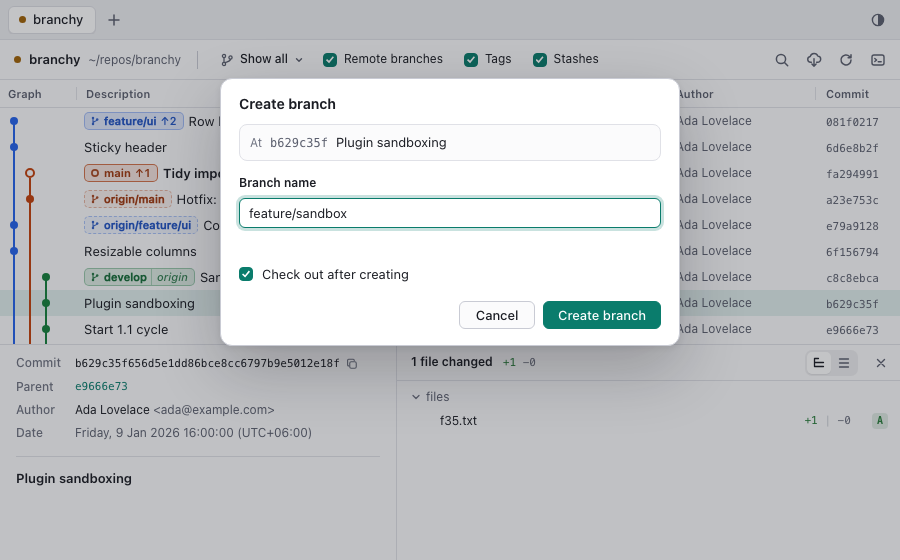 branchy
branchy ~/repos/branchy Show all Remote branches Tags Stashes
Graph Description Author Commit
feature/ui ↑2 Row Ada Lovelace 081f0217
Sticky header Ada Lovelace 6d6e8b2f
main ↑1 Tidy impo Ada Lovelace fa294991
origin/main Hotfix: Ada Lovelace a23e753c
origin/feature/ui Co Ada Lovelace e79a9128
Resizable columns Ada Lovelace 6f156794
develop origin San Ada Lovelace c8c8ebca
Plugin sandboxing Ada Lovelace b629c35f
Start 1.1 cycle Ada Lovelace e9666e73
Create branch
At b629c35f Plugin sandboxing
Branch name
feature/sandbox
Check out after creating
Cancel Create branch
Commit b629c35f656d5e1dd86bce8cc6797b9e5012e18f
Parent e9666e73
Author Ada Lovelace <ada@example.com>
Date Friday, 9 Jan 2026 16:00:00 (UTC+06:00)
Plugin sandboxing
1 file changed +1 −0
files
f35.txt +1 −0 A